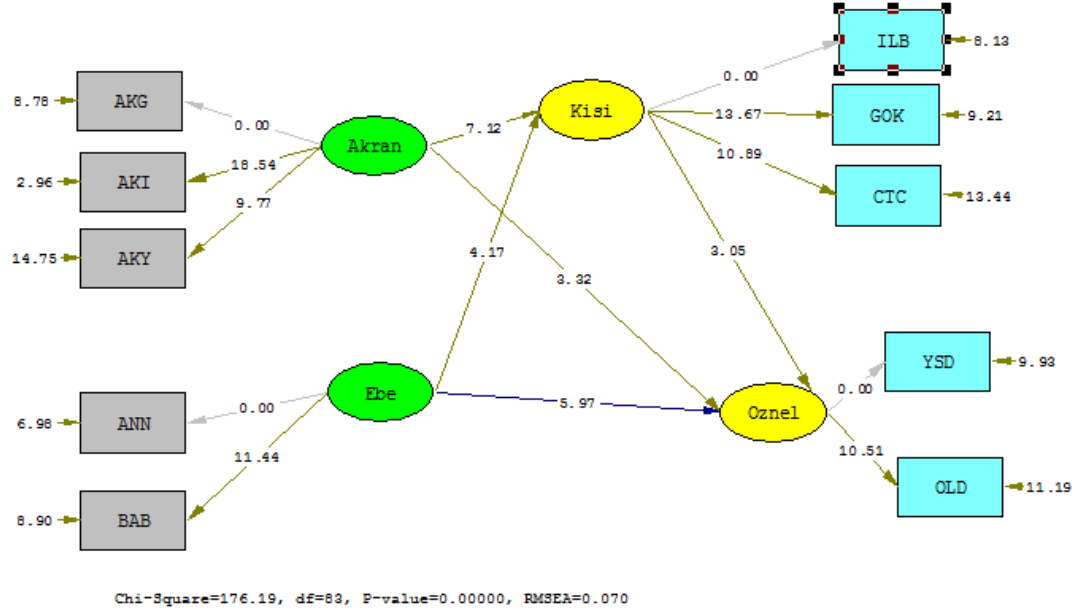 ILB
8.13
8.78
AKG
0.00
Kisi
0.00
7.12
13.67
GOK
9.21
Akran
18.54
2.96
AKI
9.77
10.89
CTC
13.44
14.75
AKY
4.17
3.32
3.05
YSD
9.93
0.00
Ebe
5.97
Oznel
0.00
6.98
ANN
11.44
10.51
OLD
11.19
8.90
BAB
Chi-Square=176.19, df=83, P-value=0.00000, RMSEA=0.070